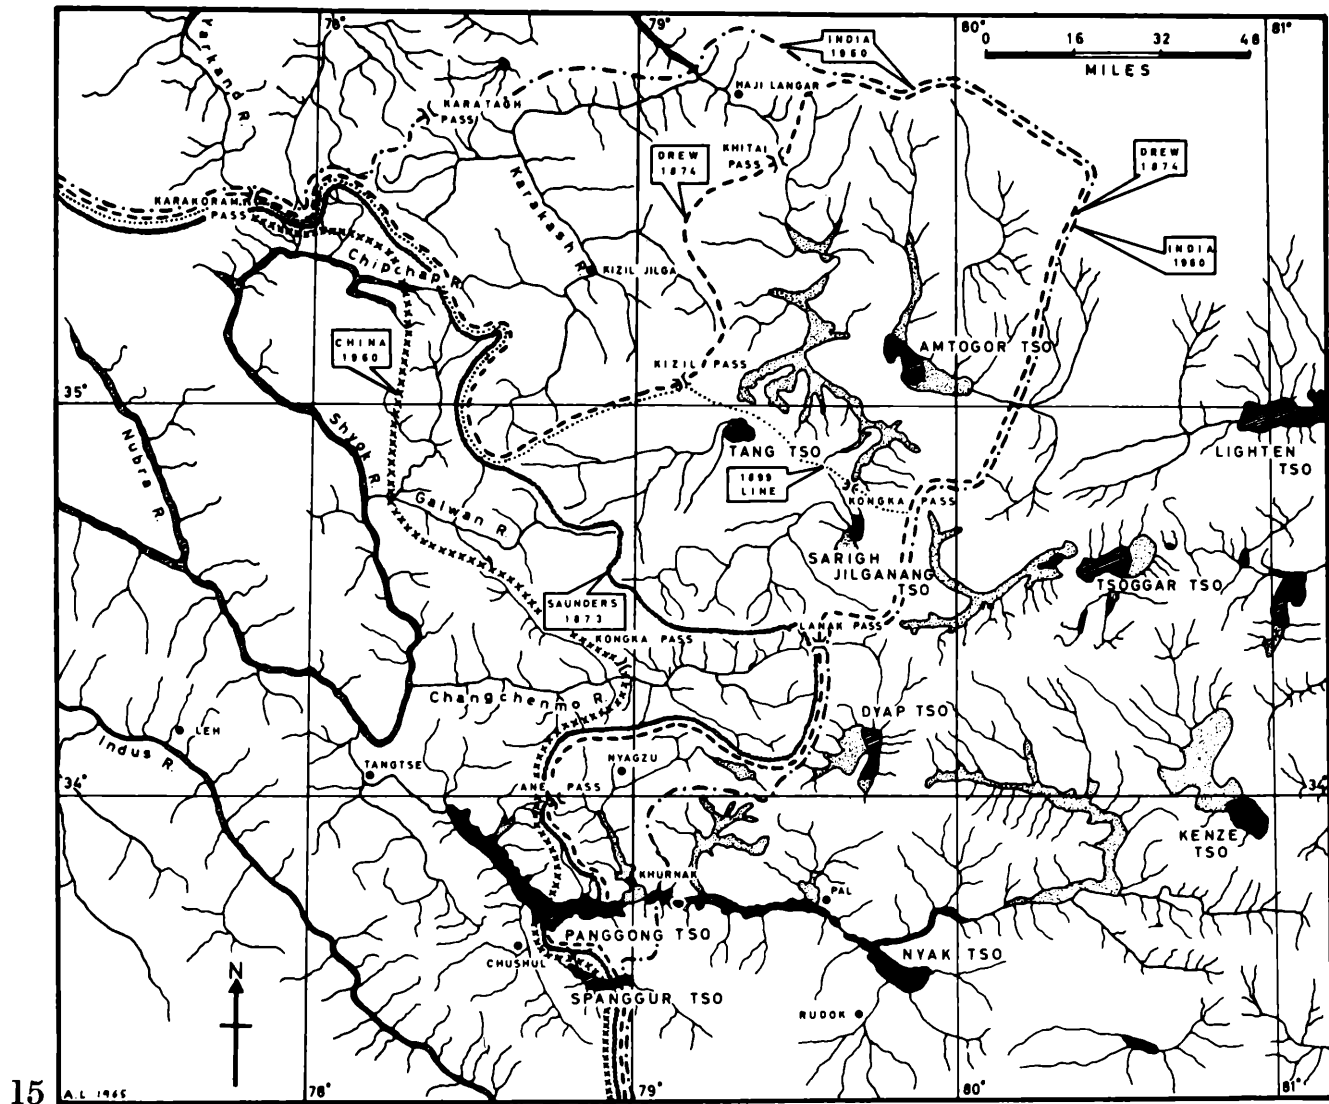 78°
79°
80°
81°
INDIA
1960
0 16 32 48
MILES
Yarkand R.
KARATAGH
PASS
HAJI LANGAR
KHITAI
PASS
DREW
1874
DREW
1874
INDIA
1960
KARAKORAM
PASS
Karakash R.
Chipchap R.
KIZIL JILGA
CHINA
1960
AMTOGOR TSO
KIZIL PASS
35°
Nubra R.
Shyok R.
TANG TSO
LIGHTEN
TSO
1899
LINE
KONGKA PASS
Galwan R.
SARIGH
JILGANANG
TSO
TSOGGAR TSO
SAUNDERS
1873
KONGKA PASS
LANAK PASS
Changchenmo R.
DYAP TSO
LEH
Indus R.
TANGTSE
NYAGZU
34°
34°
ANE PASS
KENZE
TSO
KHURNAK
PAL
PANGGONG TSO
CHUSHUL
NYAK TSO
N
SPANGGUR TSO
RUDOK
15
A.L 1965
78°
79°
80°
81°